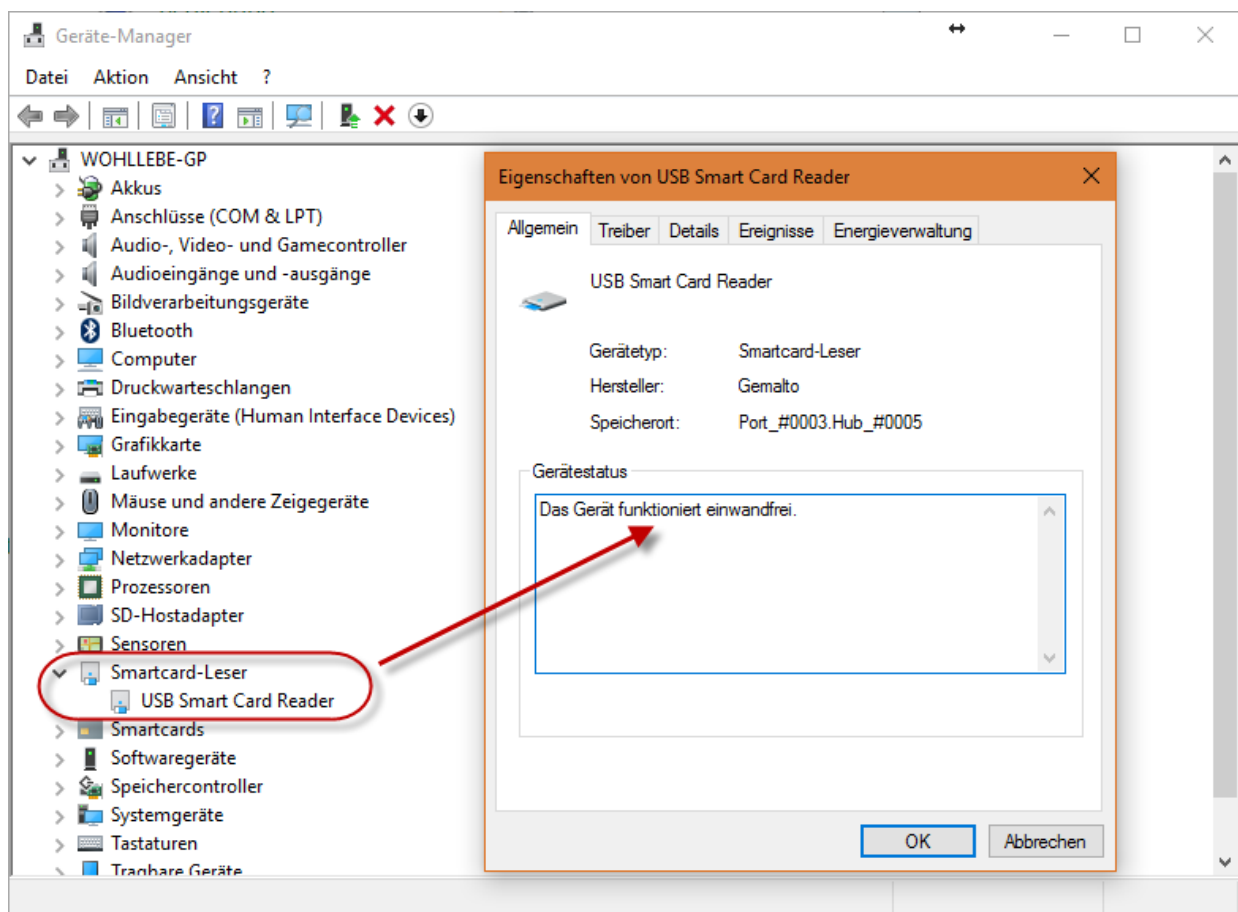 Geräte-Manager
Datei Aktion Ansicht ?
WOHLLEBE-GP
Akkus
Anschlüsse (COM & LPT)
Audio-, Video- und Gamecontroller
Audioeingänge und -ausgänge
Bildverarbeitungsgeräte
Bluetooth
Computer
Druckwarteschlangen
Eingabegeräte (Human Interface Devices)
Grafikkarte
Laufwerke
Mäuse und andere Zeigegeräte
Monitore
Netzwerkadapter
Prozessoren
SD-Hostadapter
Sensoren
Smartcard-Leser
USB Smart Card Reader
Smartcards
Softwaregeräte
Speichercontroller
Systemgeräte
Tastaturen
Tragbare Geräte
Eigenschaften von USB Smart Card Reader
Allgemein Treiber Details Ereignisse Energieverwaltung
USB Smart Card Reader
Gerätetyp: Smartcard-Leser
Hersteller: Gemalto
Speicherort: Port_#0003.Hub_#0005
Gerätestatus
Das Gerät funktioniert einwandfrei.
OK Abbrechen